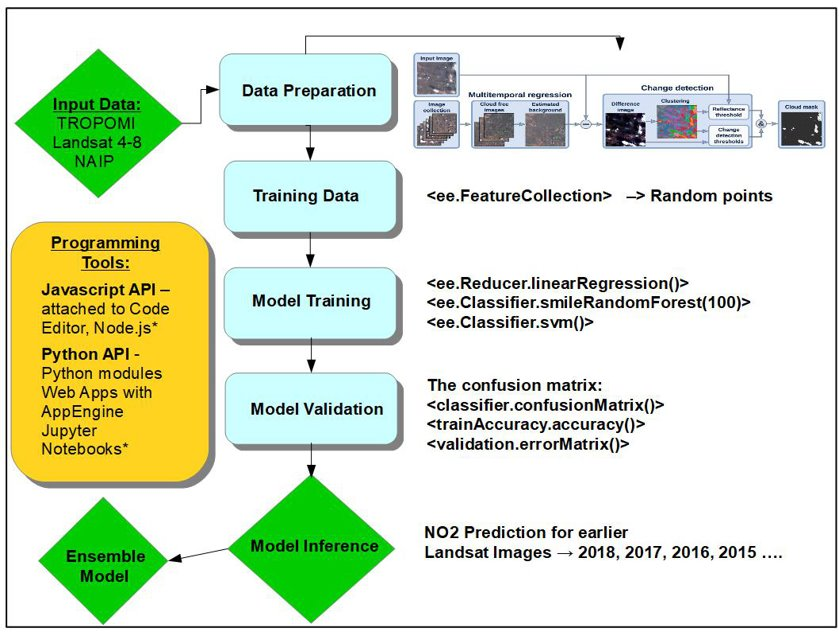 Input Data:
TROPOMI
Landsat 4-8
NAIP
Data Preparation
Input image
Multitemporal regression
Image
collection
Cloud free
images
Estimated
background
Change detection
Difference
image
Clustering
Reflectance
threshold
Change
detection
thresholds
&
Cloud mask
Training Data
<ee.FeatureCollection> –> Random points
Programming
Tools:
Javascript API –
attached to Code
Editor, Node.js*
Python API -
Python modules
Web Apps with
AppEngine
Jupyter
Notebooks*
Model Training
<ee.Reducer.linearRegression()>
<ee.Classifier.smileRandomForest(100)>
<ee.Classifier.svm()>
Model Validation
The confusion matrix:
<classifier.confusionMatrix()>
<trainAccuracy.accuracy()>
<validation.errorMatrix()>
Model Inference
NO2 Prediction for earlier
Landsat Images → 2018, 2017, 2016, 2015 ….
Ensemble
Model